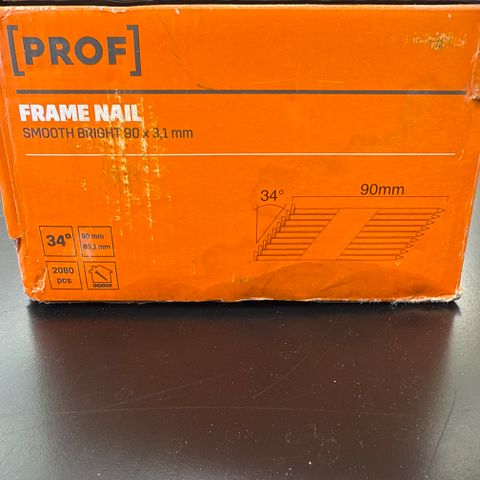 [PROF]
FRAME NAIL
SMOOTH BRIGHT 90 x 3,1 mm
34° 90mm
34° 90 mm
Ø3,1 mm
2080
pcs
INDOOR